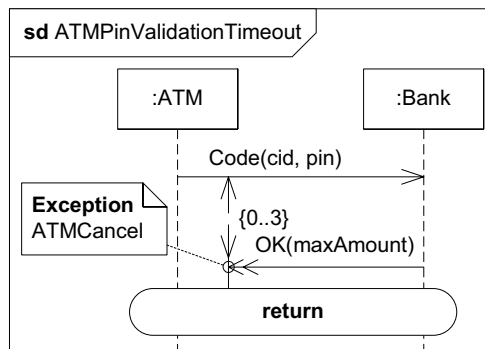 sd ATMPinValidationTimeout
:ATM
:Bank
Code(cid, pin)
Exception
ATMCancel
{0..3}
OK(maxAmount)
return